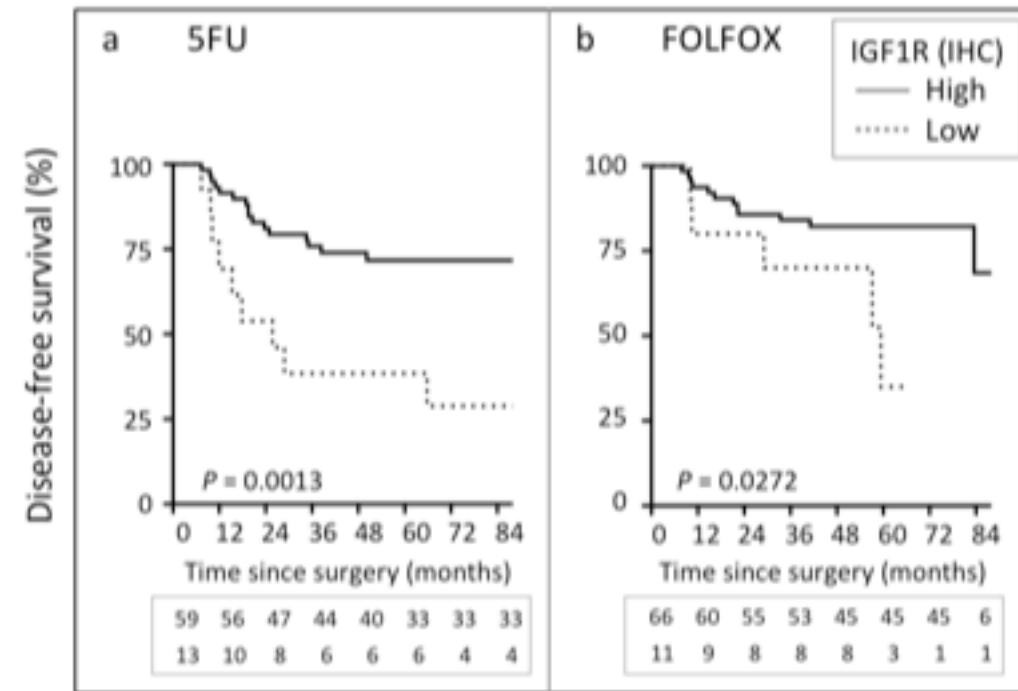 a 5FU
b FOLFOX
IGF1R (IHC)
High
Low
Disease-free survival (%)
100
75
50
25
0
P = 0.0013
0 12 24 36 48 60 72 84
Time since surgery (months)
59 56 47 44 40 33 33 33
13 10 8 6 6 6 4 4
100
75
50
25
0
P = 0.0272
0 12 24 36 48 60 72 84
Time since surgery (months)
66 60 55 53 45 45 45 6
11 9 8 8 8 3 1 1